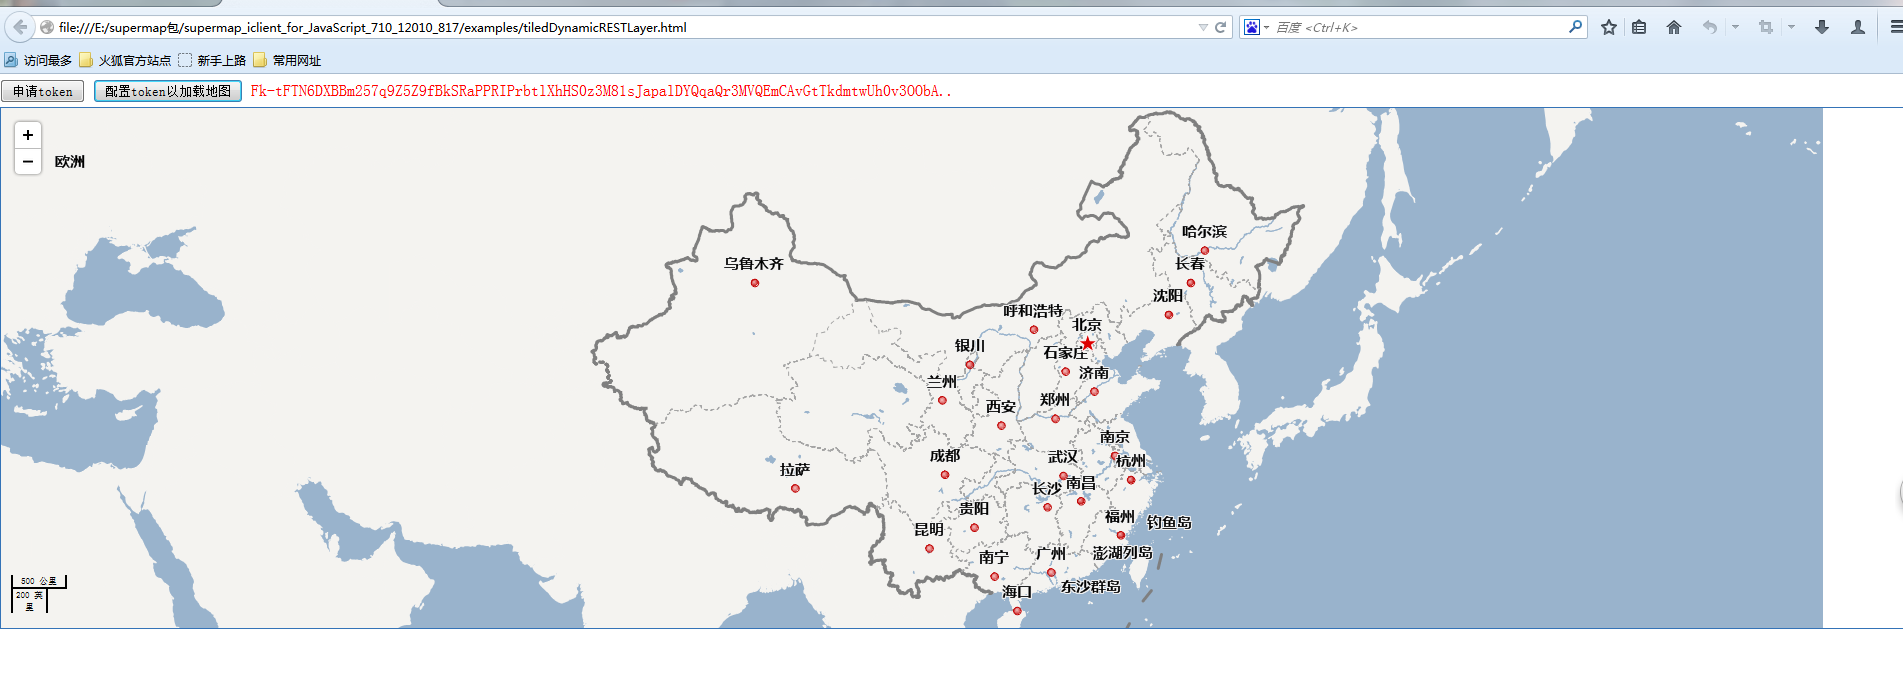 file:///E:/supermap包/supermap_iclient_for_JavaScript_710_12010_817/examples/tiledDynamicRESTLayer.html
百度 <Ctrl+K>
访问最多 火狐官方站点 新手上路 常用网址
申请token 配置token以加载地图 Fk-tFTN6DXBBm257q9Z5Z9fBkSRaPPRIPrbtlXhHS0z3M81sJapalDYQqaQr3MVQEmCAvGtTkdmtwUh0v3OObA..
+
−
欧洲
哈尔滨
乌鲁木齐
长春
沈阳
呼和浩特
北京
银川
石家庄
济南
兰州
郑州
西安
南京
成都
武汉
杭州
拉萨
长沙
南昌
贵阳
福州
钓鱼岛
昆明
南宁
广州
澎湖列岛
海口
东沙群岛
500 公里
200 英
里